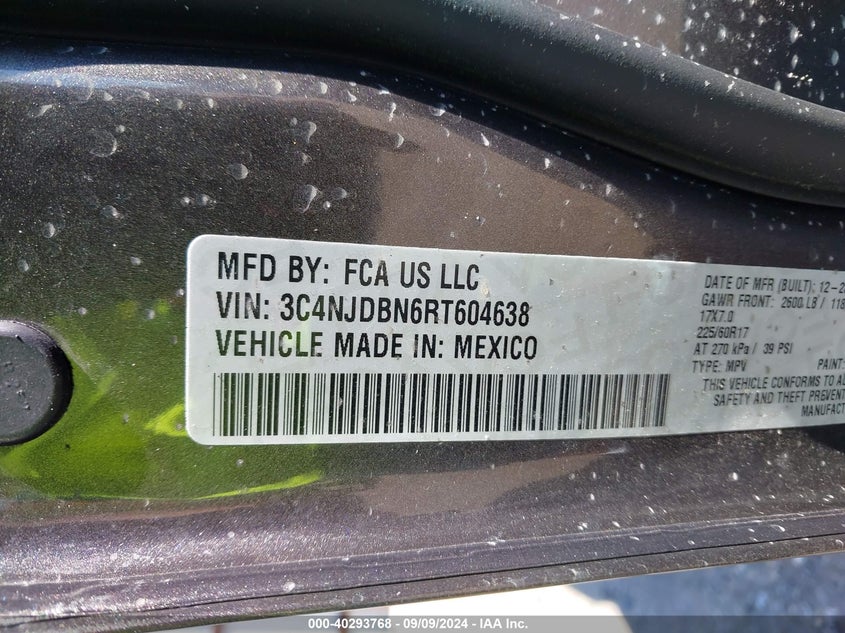 MFD BY: FCA US LLC
VIN: 3C4NJDBN6RT604638
VEHICLE MADE IN: MEXICO
DATE OF MFR (BUILT): 12-2
GAWR FRONT: 2600 LB / 118
17X7.0
225/60R17
AT 270 kPa / 39 PSI
TYPE: MPV PAINT:
THIS VEHICLE CONFORMS TO AL
SAFETY AND THEFT PREVENT
MANUFACT
000-40293768 - 09/09/2024 - IAA Inc.